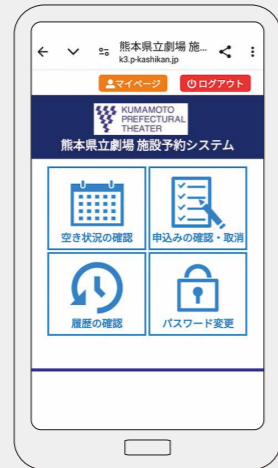 熊本県立劇場 施...
k3.p-kashikan.jp
マイページ
ログアウト
KUMAMOTO
PREFECTURAL
THEATER
熊本県立劇場 施設予約システム
空き状況の確認
申込みの確認・取消
履歴の確認
パスワード変更